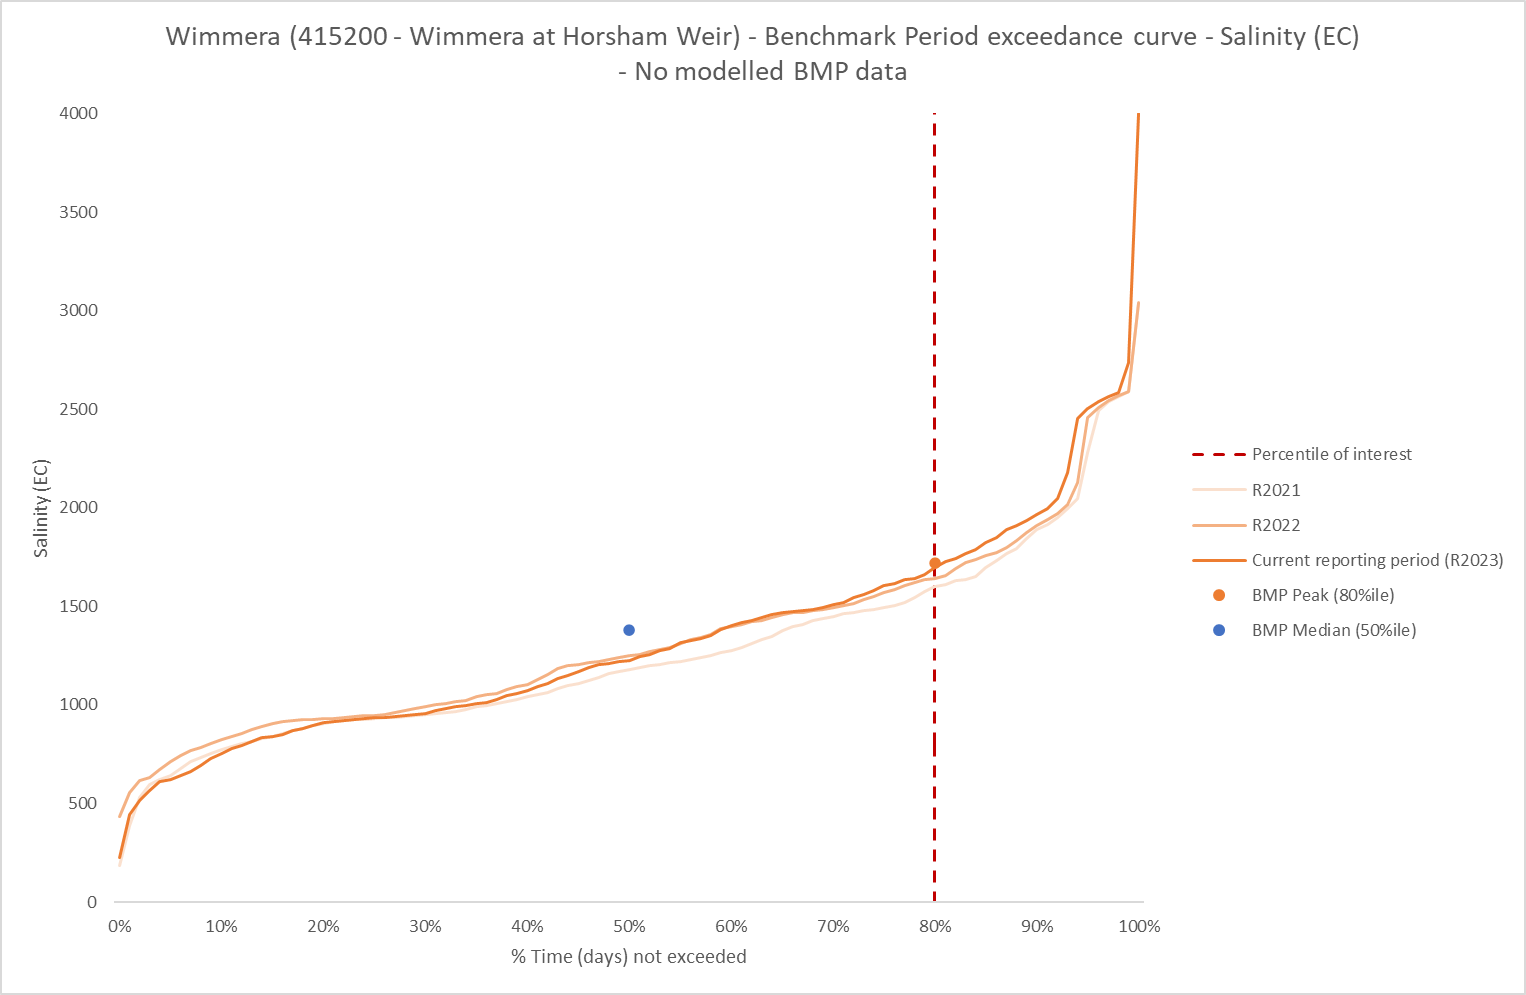 Wimmera (415200 - Wimmera at Horsham Weir) - Benchmark Period exceedance curve - Salinity (EC)
- No modelled BMP data
4000
3500
3000
2500
2000
1500
1000
500
0
Salinity (EC)
0% 10% 20% 30% 40% 50% 60% 70% 80% 90% 100%
% Time (days) not exceeded
Percentile of interest
R2021
R2022
Current reporting period (R2023)
BMP Peak (80%ile)
BMP Median (50%ile)